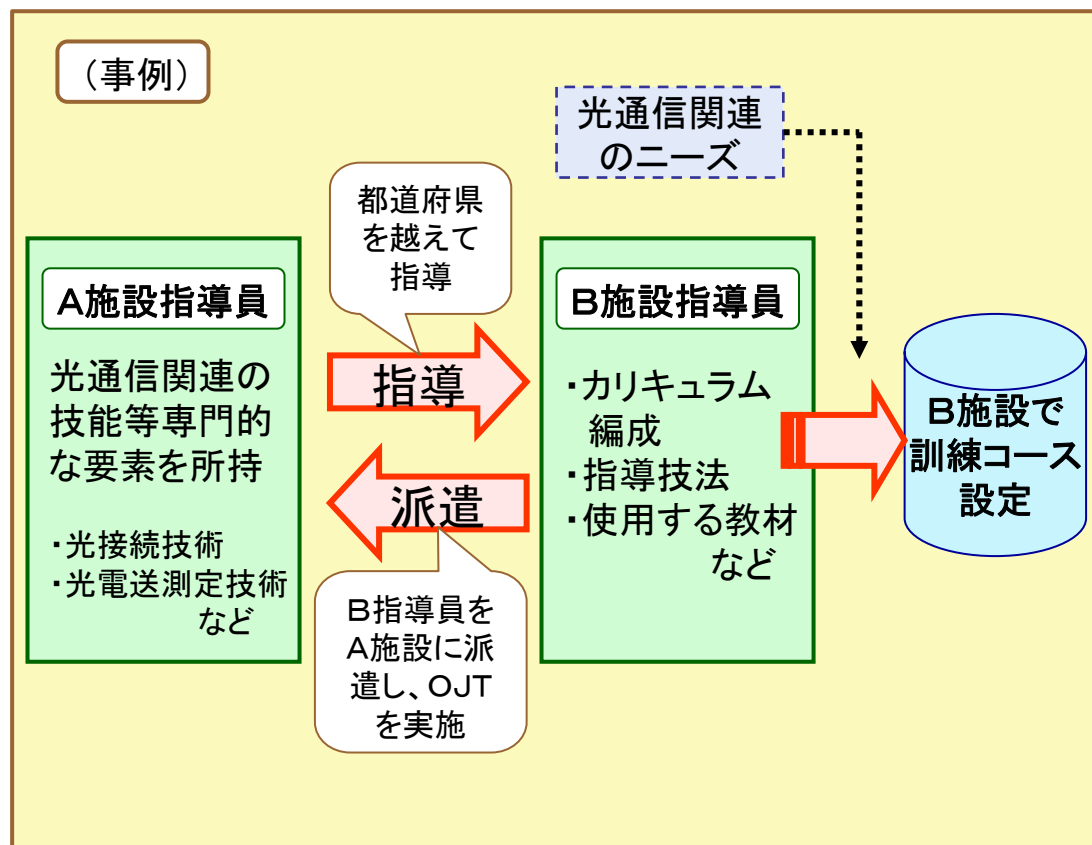 （事例）
光通信関連
のニーズ
都道府県
を越えて
指導
A施設指導員
光通信関連の
技能等専門的
な要素を所持
・光接続技術
・光電送測定技術
など
指導
派遣
B指導員を
A施設に派
遣し、OJT
を実施
B施設指導員
・カリキュラム
編成
・指導技法
・使用する教材
など
B施設で
訓練コース
設定